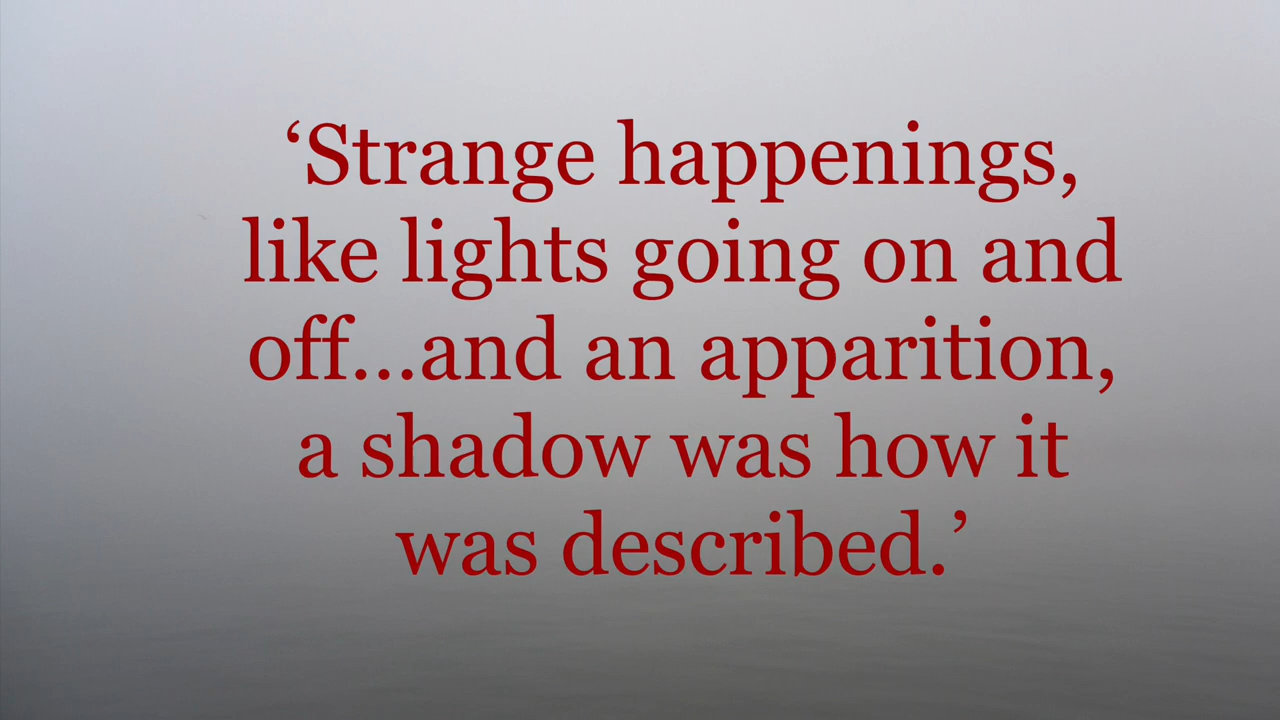 ‘Strange happenings,
like lights going on and
off...and an apparition,
a shadow was how it
was described.’